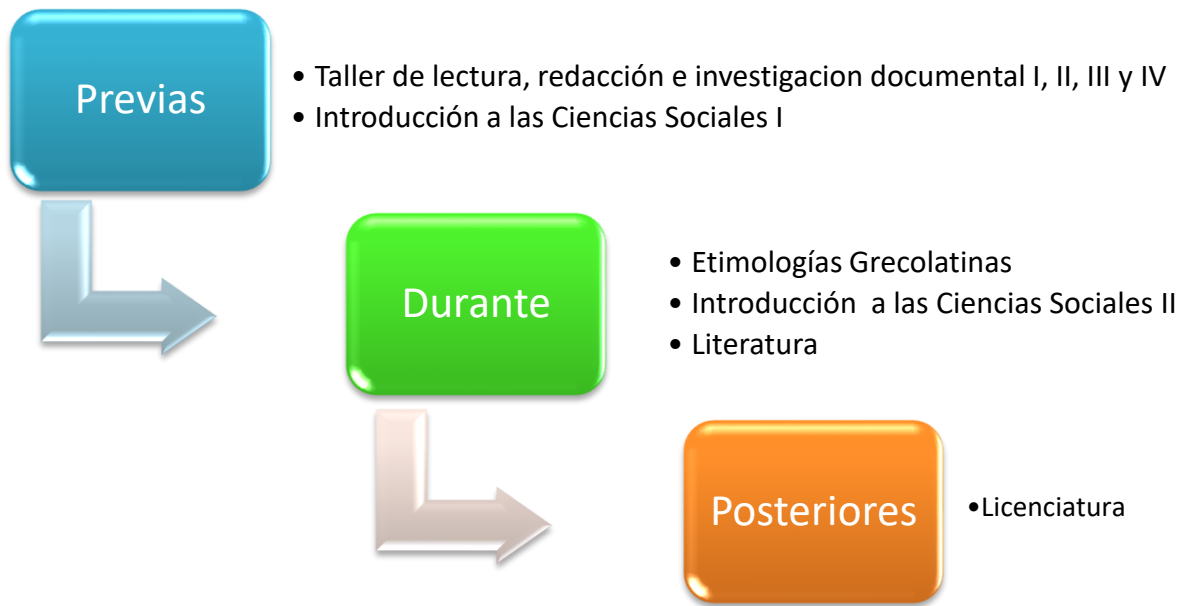 Previas
• Taller de lectura, redacción e investigacion documental I, II, III y IV
• Introducción a las Ciencias Sociales I
Durante
• Etimologías Grecolatinas
• Introducción  a las Ciencias Sociales II
• Literatura
Posteriores
•Licenciatura